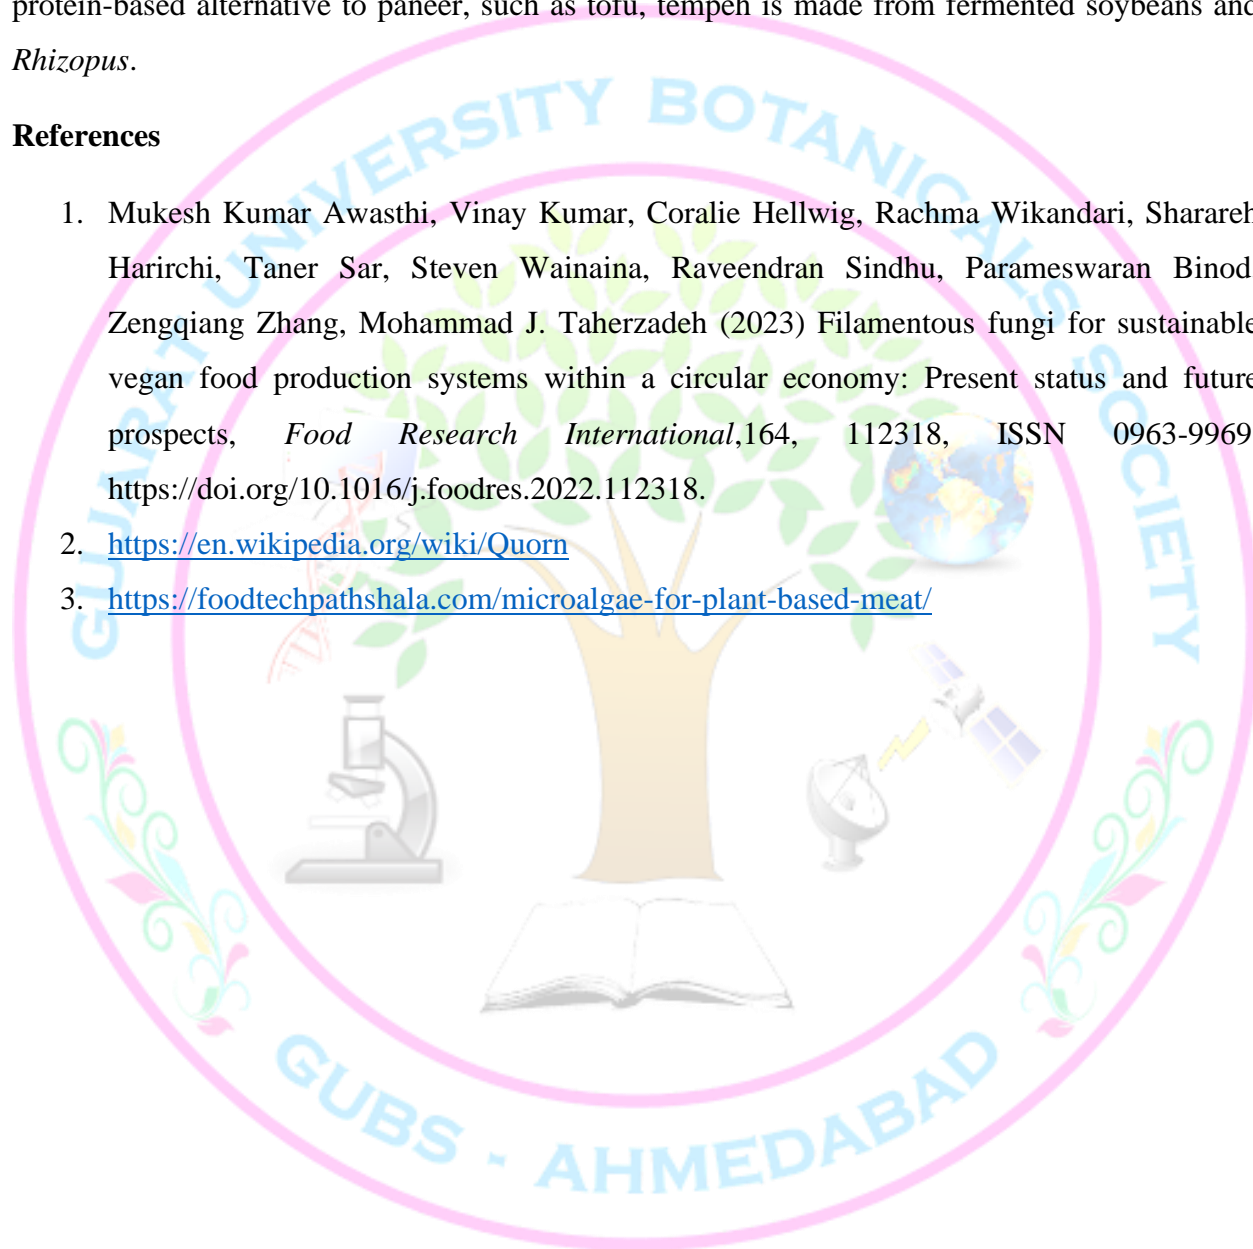 protein-based alternative to paneer, such as tofu, tempeh is made from fermented soybeans and
Rhizopus.
References
1. Mukesh Kumar Awasthi, Vinay Kumar, Coralie Hellwig, Rachma Wikandari, Sharareh
Harirchi, Taner Sar, Steven Wainaina, Raveendran Sindhu, Parameswaran Binod,
Zengqiang Zhang, Mohammad J. Taherzadeh (2023) Filamentous fungi for sustainable
vegan food production systems within a circular economy: Present status and future
prospects, Food Research International,164, 112318, ISSN 0963-9969,
https://doi.org/10.1016/j.foodres.2022.112318.
2. https://en.wikipedia.org/wiki/Quorn
3. https://foodtechpathshala.com/microalgae-for-plant-based-meat/
GUJARAT UNIVERSITY BOTANICALS SOCIETY
GUBS - AHMEDABAD